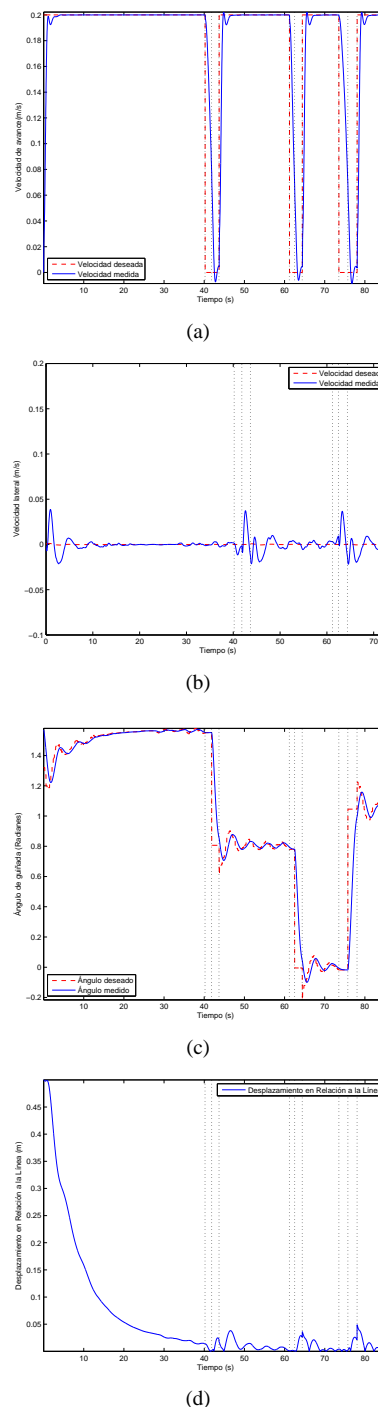 0.2
0.18
0.16
0.14
0.12
0.1
0.08
0.06
0.04
0.02
0
Velocidad de avance(m/s)
Velocidad deseada
Velocidad medida
10 20 30 40 50 60 70 80
Tiempo (s)
(a)
0.2
0.15
0.1
0.05
0
−0.05
−0.1
Velocidad lateral (m/s)
Velocidad medida
0 10 20 30 40 50 60 70
Tiempo (s)
(b)
1.4
1.2
1
0.8
0.6
0.4
0.2
0
−0.2
Ángulo de guiñada (Radianes)
Ángulo deseado
Ángulo medido
10 20 30 40 50 60 70 80
Tiempo (s)
(c)
0.45
0.4
0.35
0.3
0.25
0.2
0.15
0.1
0.05
Desplazamiento en Relación a la Línea (m)
Desplazamiento en Relación a la Línea
10 20 30 40 50 60 70 80
Tiempo (s)
(d)